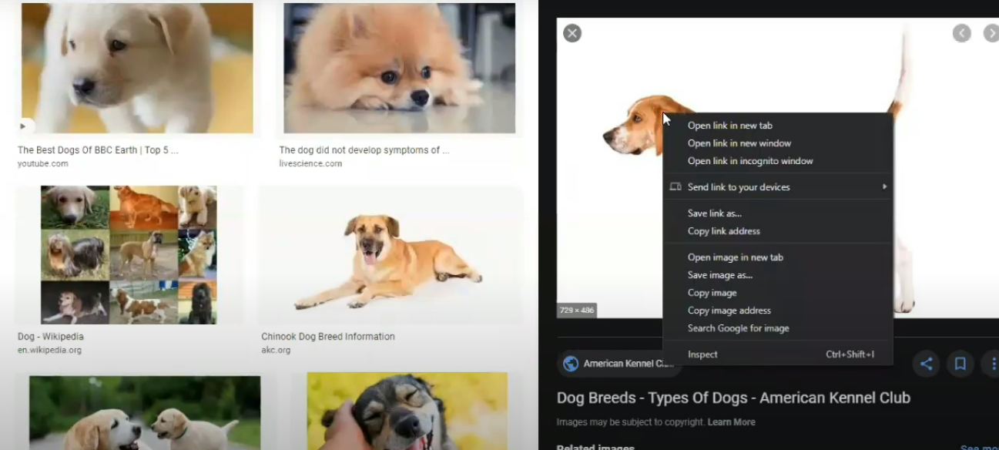 The Best Dogs Of BBC Earth | Top 5 ...
youtube.com
The dog did not develop symptoms of ...
livescience.com
Dog - Wikipedia
en.wikipedia.org
Chinook Dog Breed Information
akc.org
Open link in new tab
Open link in new window
Open link in incognito window
Send link to your devices
Save link as...
Copy link address
Open image in new tab
Save image as...
Copy image
Copy image address
Search Google for image
Inspect Ctrl+Shift+I
729 × 486
American Kennel
Dog Breeds - Types Of Dogs - American Kennel Club
Images may be subject to copyright. Learn More
Related images
See mo